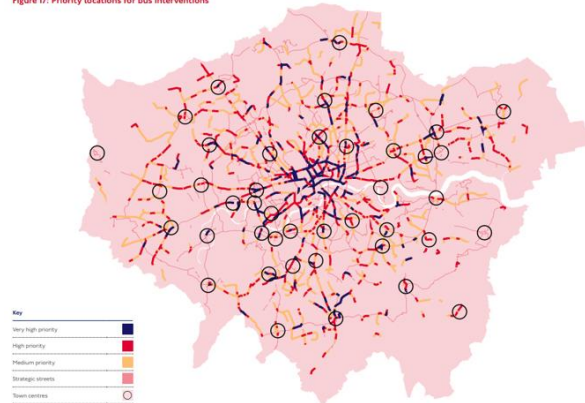 Figure 17: Priority locations for bus interventions
Key
Very high priority
High priority
Medium priority
Strategic streets
Town centres